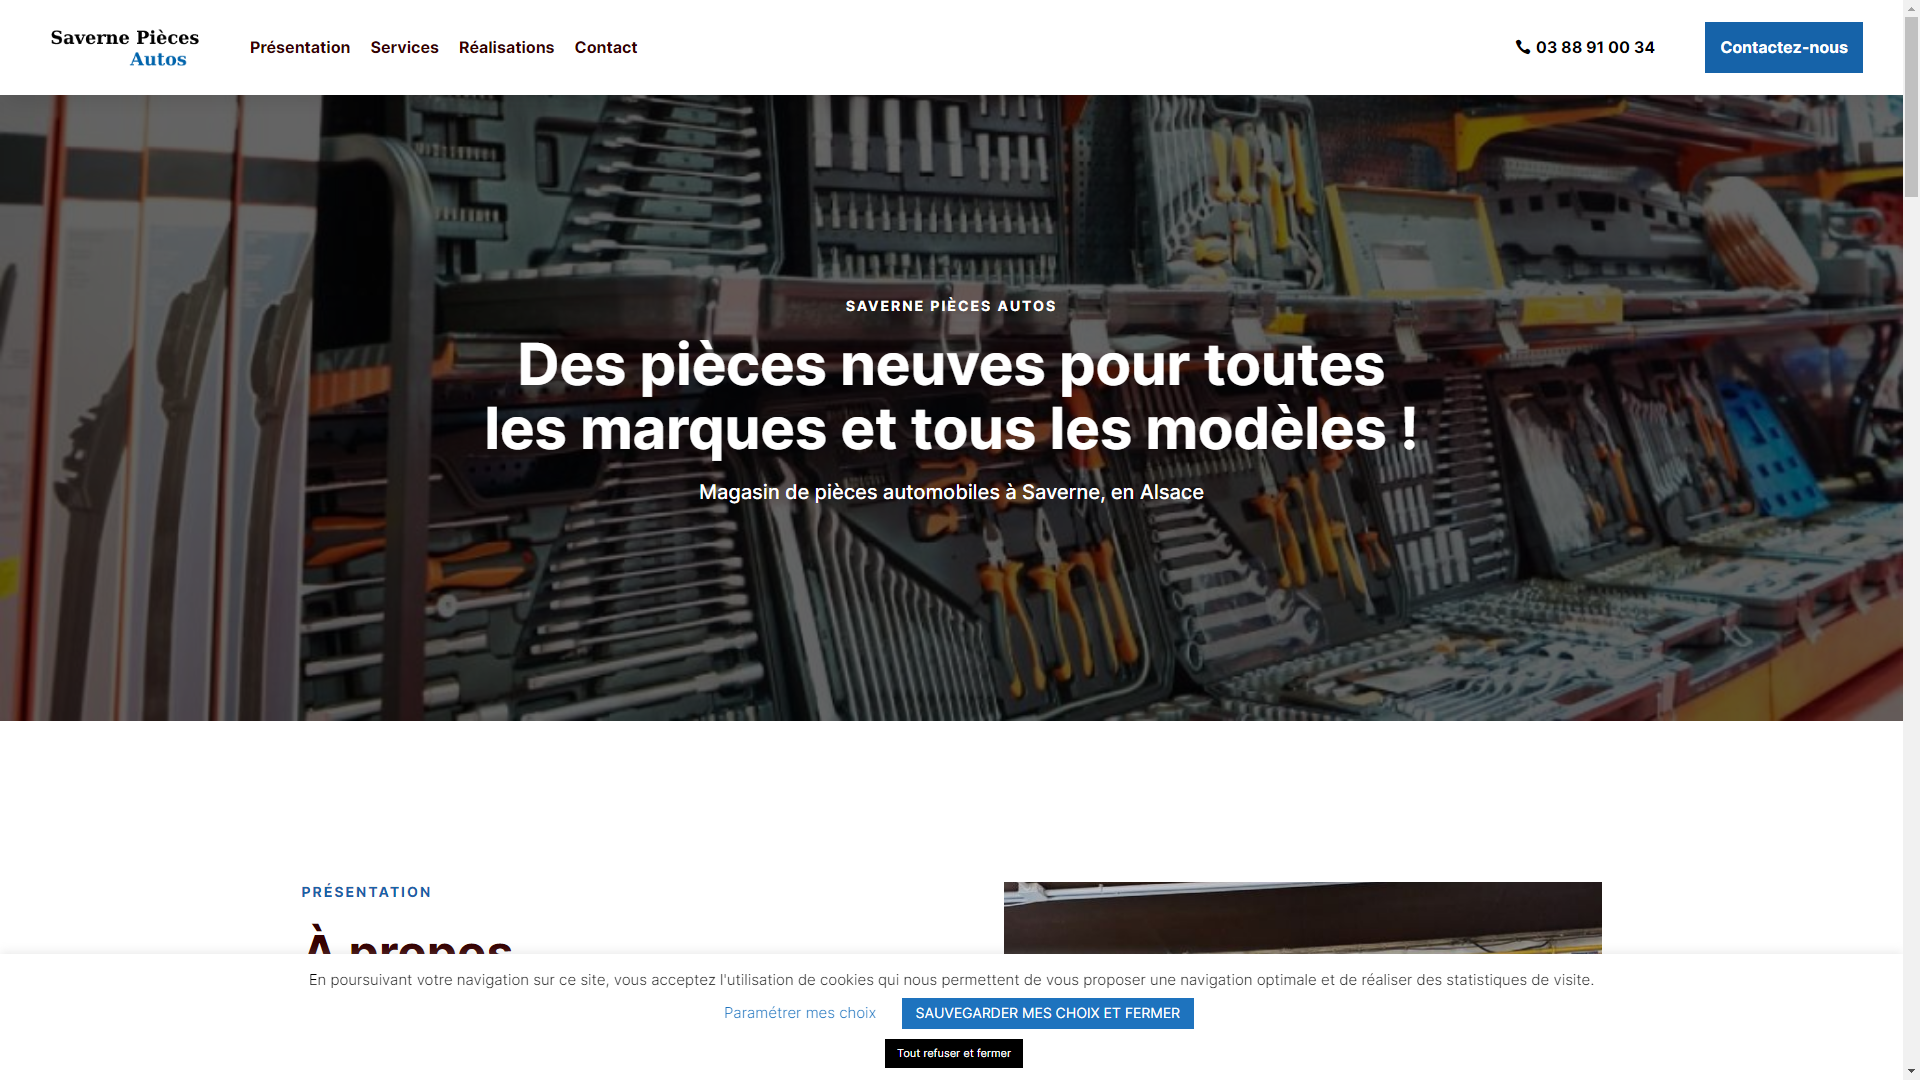 Saverne Pièces
Autos
Présentation Services Réalisations Contact
03 88 91 00 34
Contactez-nous
SAVERNE PIÈCES AUTOS
Des pièces neuves pour toutes
les marques et tous les modèles !
Magasin de pièces automobiles à Saverne, en Alsace
PRÉSENTATION
À propos
En poursuivant votre navigation sur ce site, vous acceptez l'utilisation de cookies qui nous permettent de vous proposer une navigation optimale et de réaliser des statistiques de visite.
Paramétrer mes choix
SAUVEGARDER MES CHOIX ET FERMER
Tout refuser et fermer